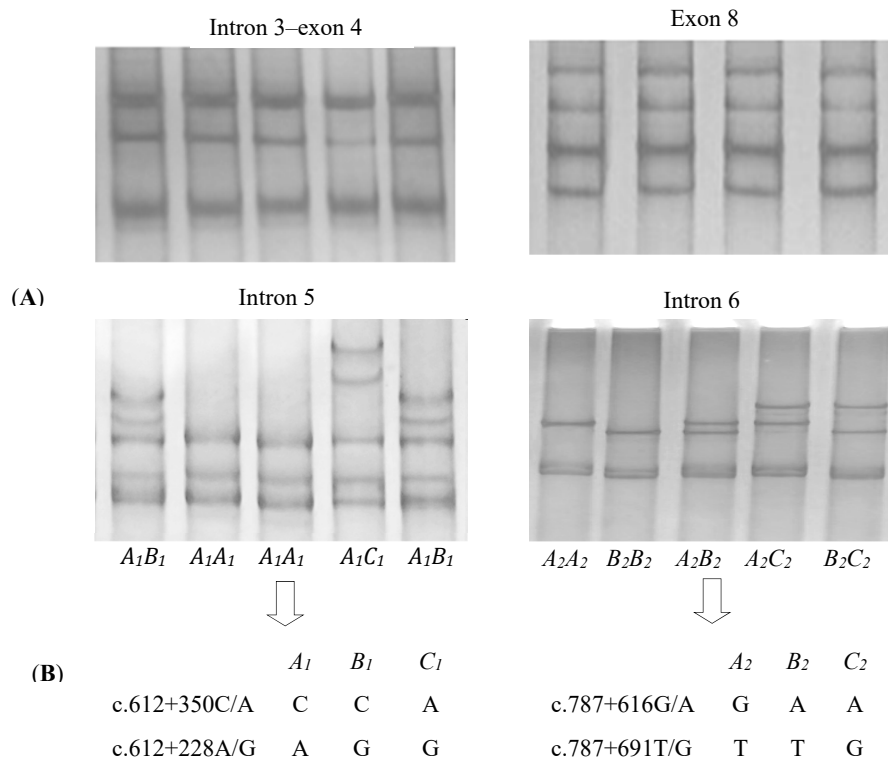 Intron 3–exon 4 Exon 8
(A)
Intron 5 Intron 6
A₁B₁ A₁A₁ A₁A₁ A₁C₁ A₁B₁ A₂A₂ B₂B₂ A₂B₂ A₂C₂ B₂C₂
(B) A₁ B₁ C₁ A₂ B₂ C₂
c.612+350C/A C C A c.787+616G/A G A A
c.612+228A/G A G G c.787+691T/G T T G